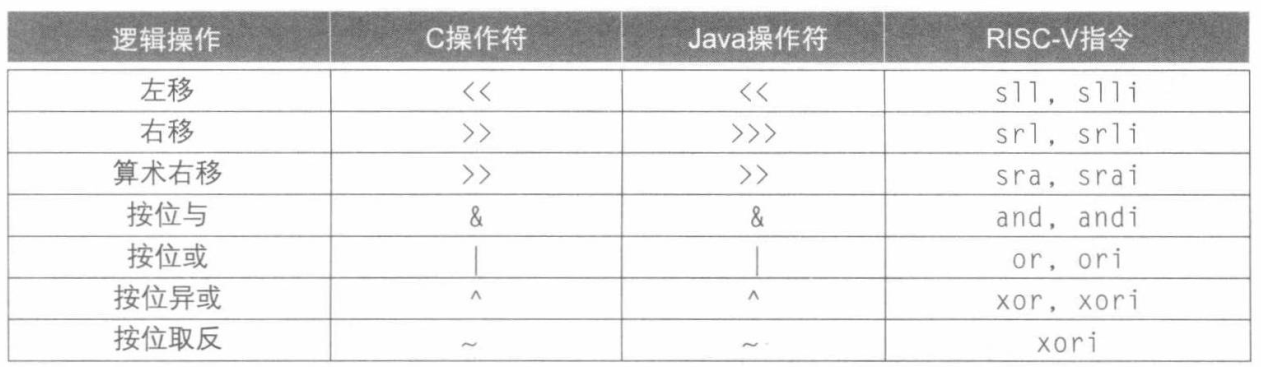 逻辑操作 C操作符 Java操作符 RISC-V指令
左移 << << sll, slli
右移 >> >>> srl, srli
算术右移 >> >> sra, srai
按位与 & & and, andi
按位或 | | or, ori
按位异或 ^ ^ xor, xori
按位取反 ~ ~ xori